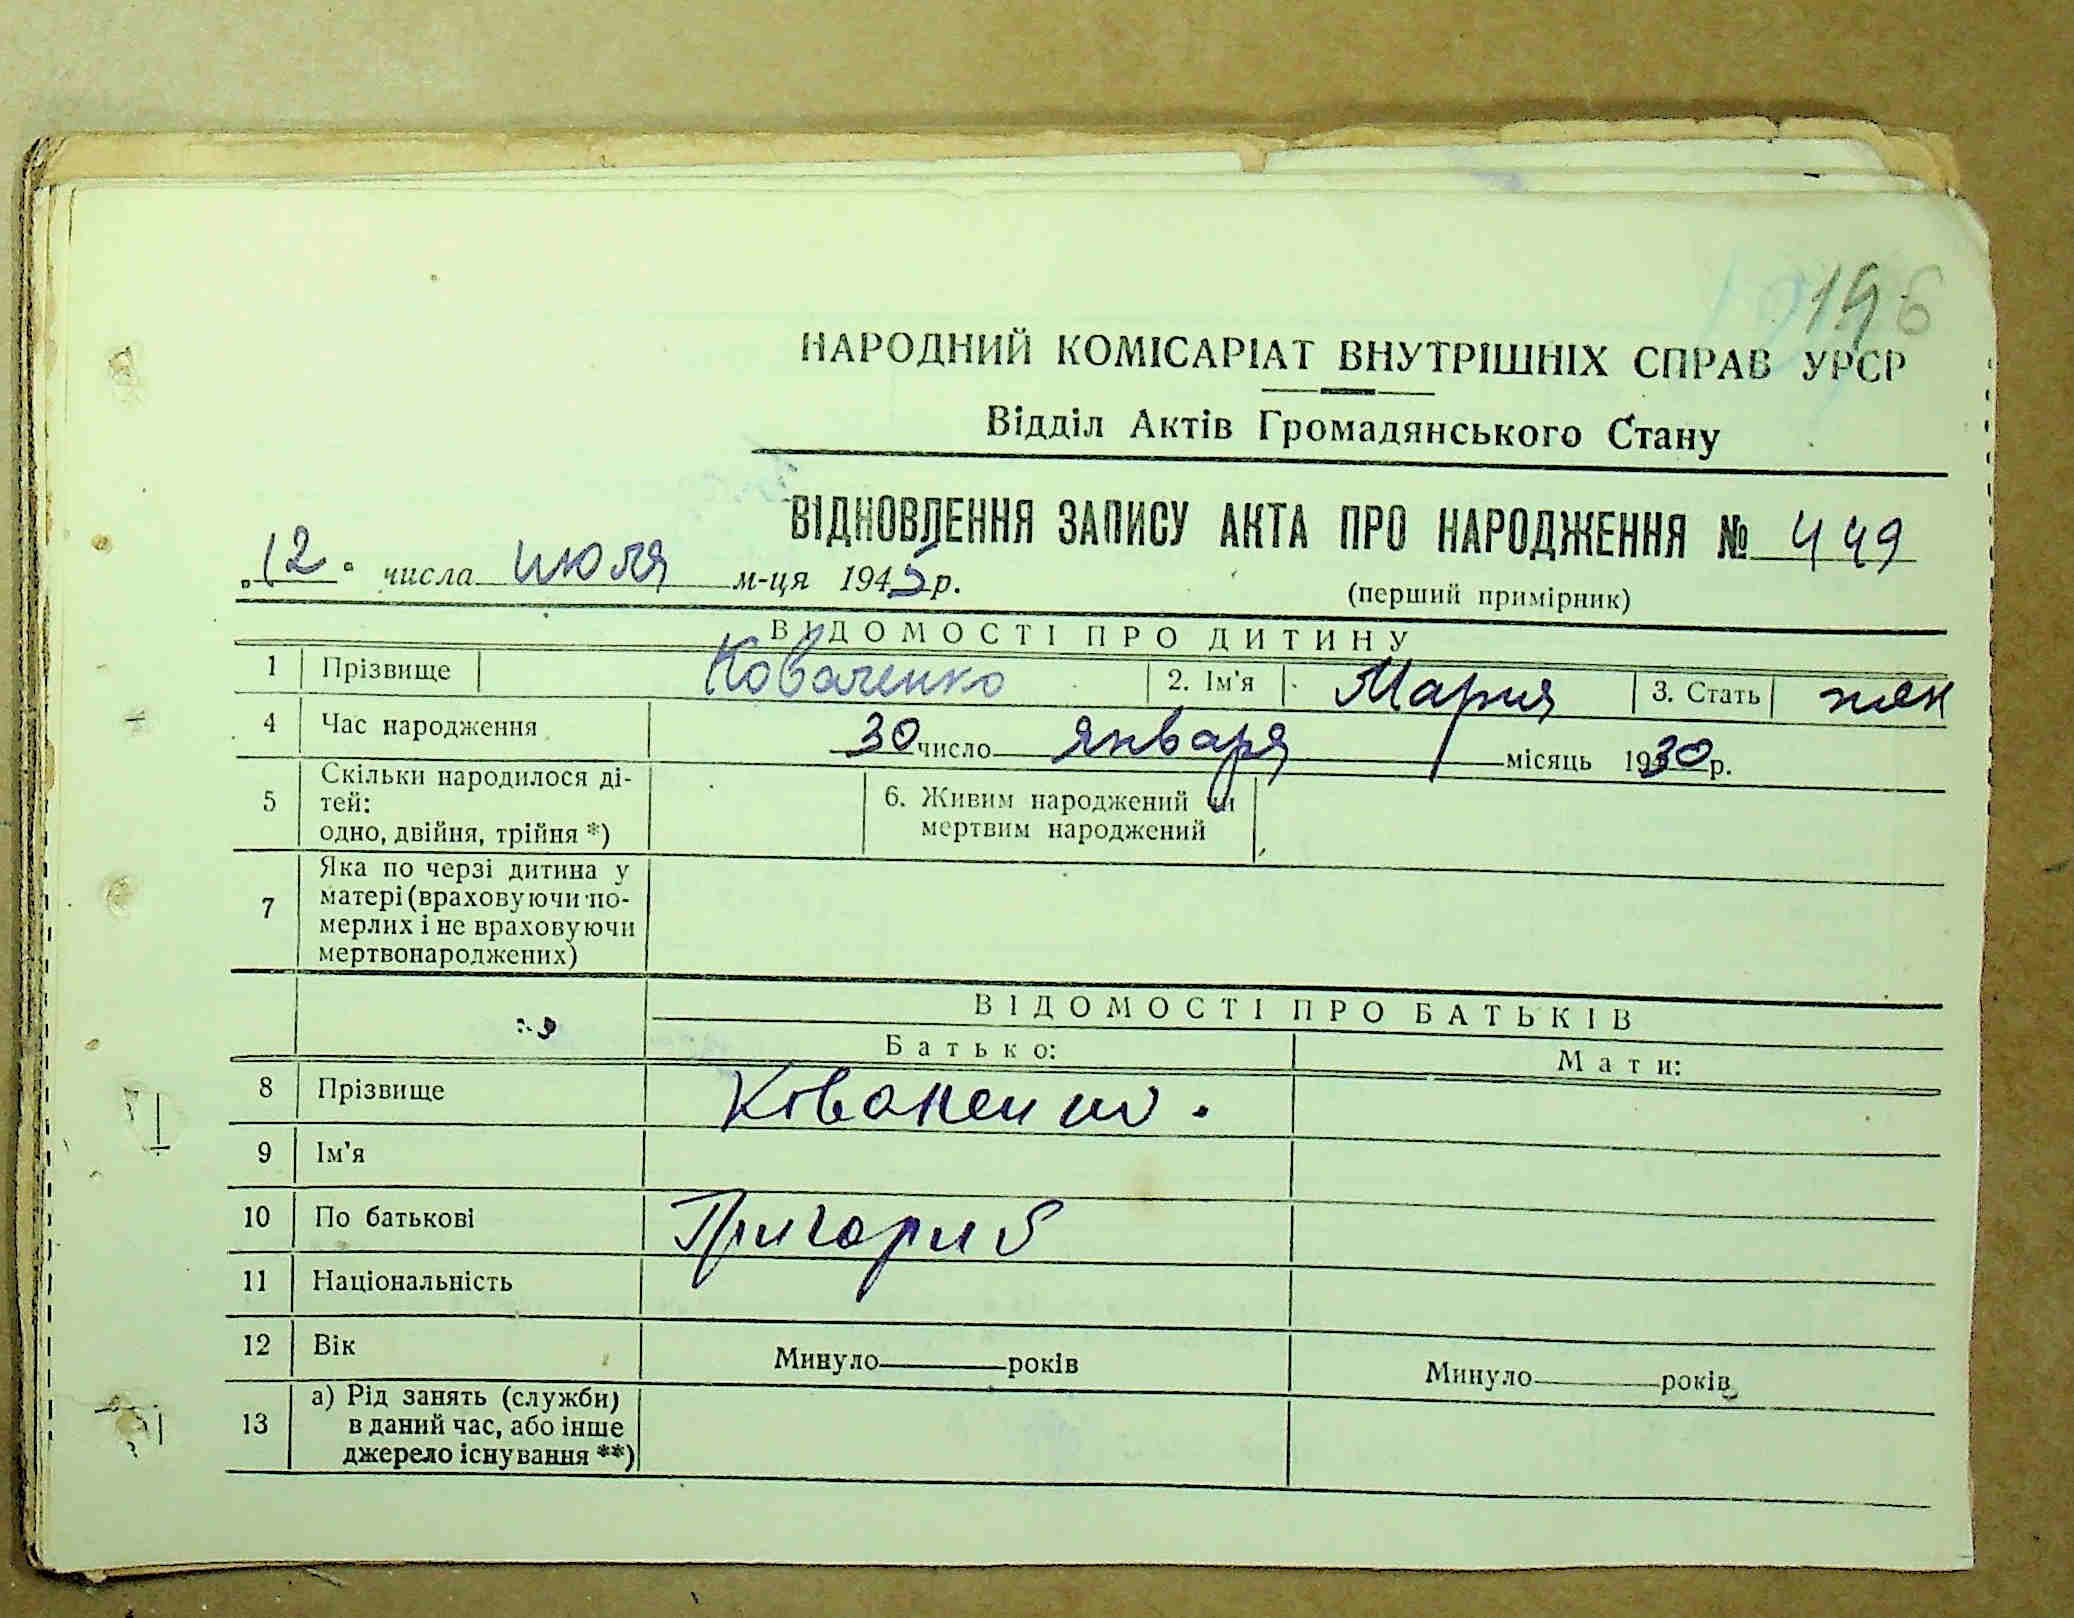 196
НАРОДНИЙ КОМІСАРІАТ ВНУТРІШНІХ СПРАВ УРСР
Відділ Актів Громадянського Стану
ВІДНОВЛЕННЯ ЗАПИСУ АКТА ПРО НАРОДЖЕННЯ № 449
„12“ числа июля м-ця 1945 р. (перший примірник)
ВІДОМОСТІ ПРО ДИТИНУ
1 Прізвище Коваленко 2. Ім'я Мария 3. Стать жен
4 Час народження 30 число января місяць 1930 р.
5 Скільки народилося ді-
тей:
одно, двійня, трійня *)
6. Живим народжений чи
мертвим народжений
7 Яка по черзі дитина у
матері (враховуючи по-
мерлих і не враховуючи
мертвонароджених)
ВІДОМОСТІ ПРО БАТЬКІВ
Батько: Мати:
8 Прізвище Коваленко.
9 Ім'я
10 По батькові Григорий
11 Національність
12 Вік Минуло років Минуло років
13 а) Рід занять (служби)
в даний час, або інше
джерело існування **)